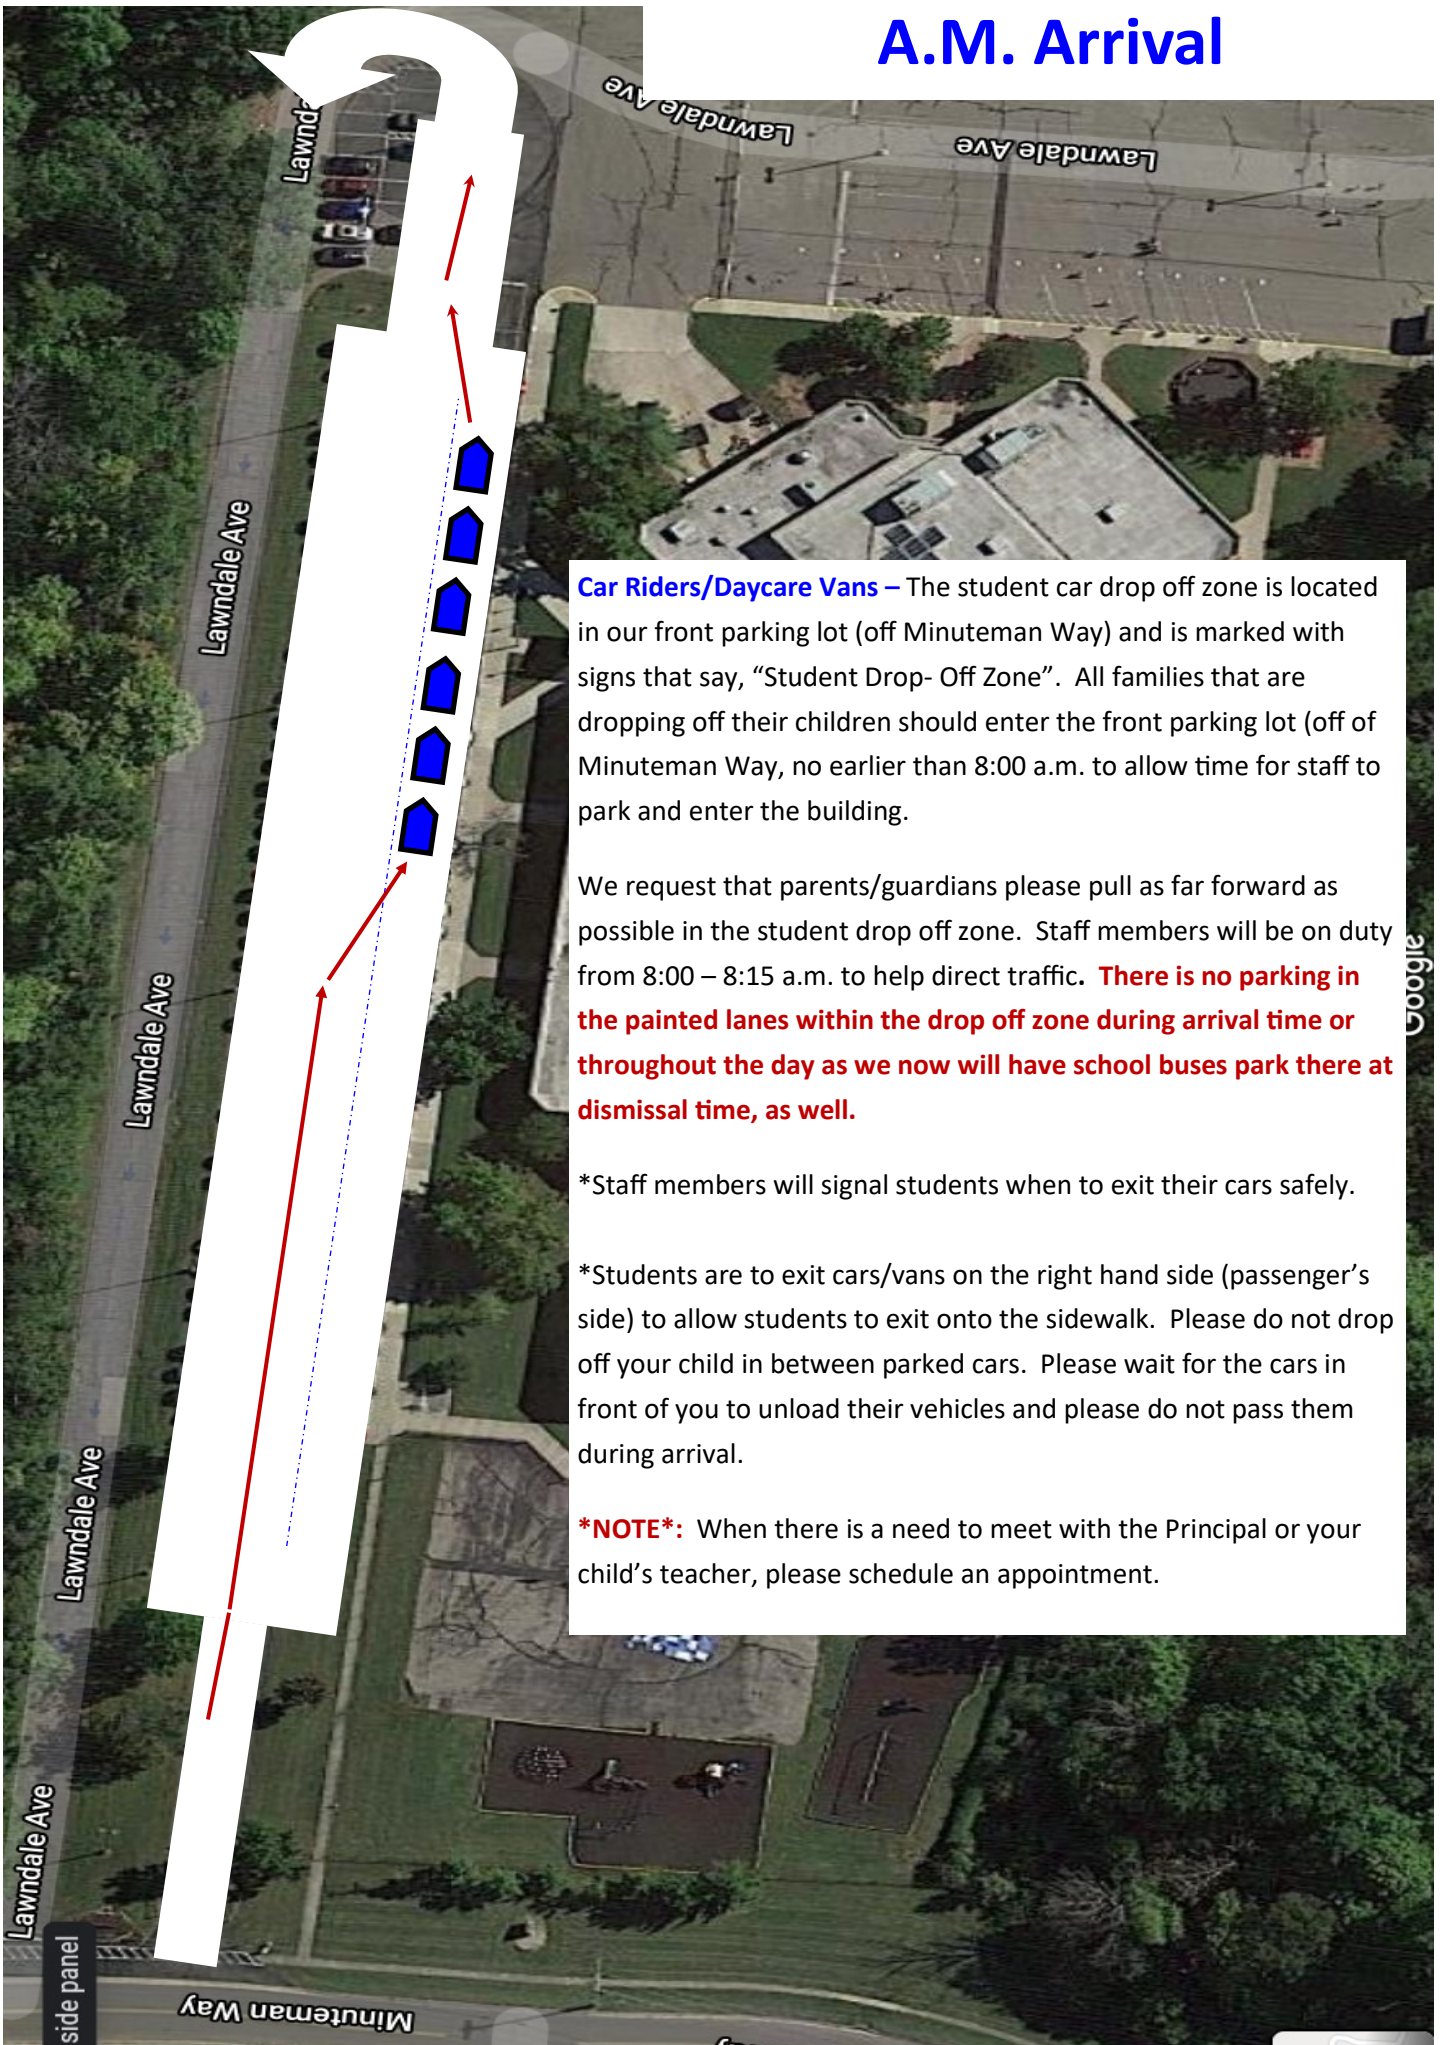 A.M. Arrival
Lawnda
Lawndale Ave
Lawndale Ave
Lawndale Ave
Car Riders/Daycare Vans – The student car drop off zone is located
in our front parking lot (off Minuteman Way) and is marked with
signs that say, “Student Drop- Off Zone”.  All families that are
dropping off their children should enter the front parking lot (off of
Minuteman Way, no earlier than 8:00 a.m. to allow time for staff to
park and enter the building.
We request that parents/guardians please pull as far forward as
possible in the student drop off zone.  Staff members will be on duty
from 8:00 – 8:15 a.m. to help direct traffic.  There is no parking in
the painted lanes within the drop off zone during arrival time or
throughout the day as we now will have school buses park there at
dismissal time, as well.
*Staff members will signal students when to exit their cars safely.
*Students are to exit cars/vans on the right hand side (passenger’s
side) to allow students to exit onto the sidewalk.  Please do not drop
off your child in between parked cars.  Please wait for the cars in
front of you to unload their vehicles and please do not pass them
during arrival.
*NOTE*:  When there is a need to meet with the Principal or your
child’s teacher, please schedule an appointment.
Google
Lawndale Ave
Lawndale Ave
Lawndale Ave
side panel
Minuteman Way